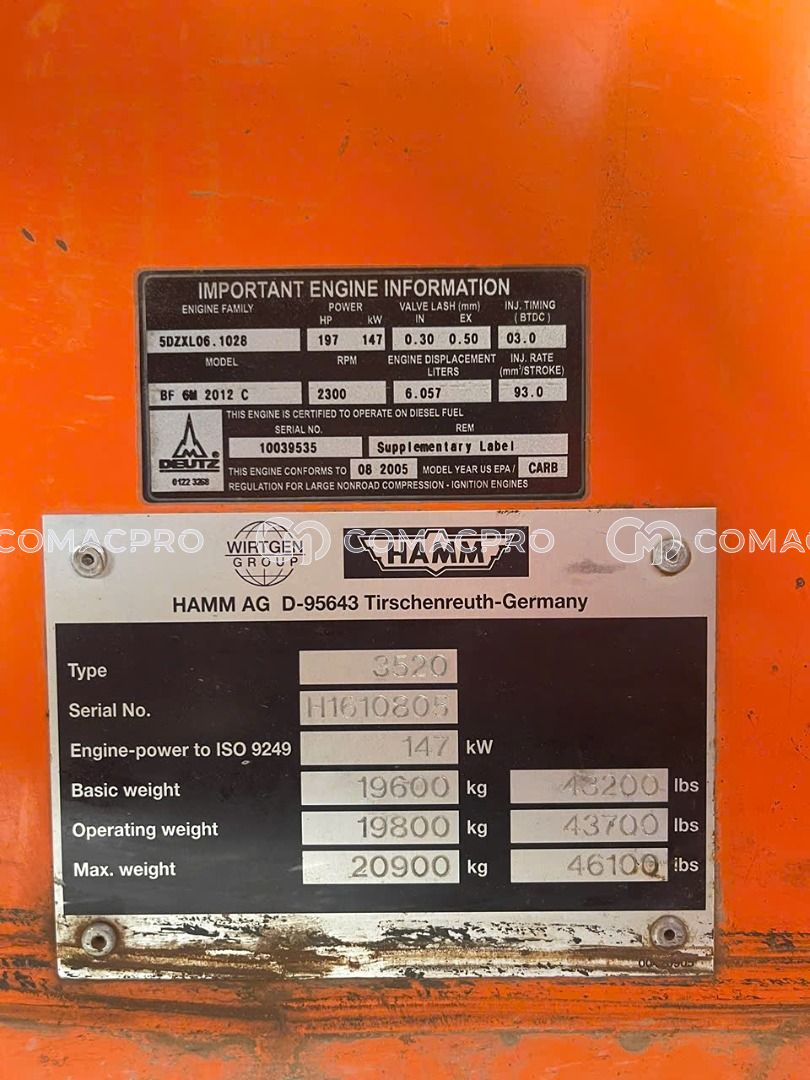 IMPORTANT ENGINE INFORMATION
ENIGINE FAMILY POWER VALVE LASH (mm) INJ. TIMING
HP kW IN EX ( BTDC )
5DZXL06.1028 197 147 0.30 0.50 03.0
MODEL RPM ENGINE DISPLACEMENT INJ. RATE
LITERS (mm³/STROKE)
BF 6M 2012 C 2300 6.057 93.0
THIS ENGINE IS CERTIFIED TO OPERATE ON DIESEL FUEL
SERIAL NO. REM
10039535 Supplementary Label
DEUTZ ®
THIS ENGINE CONFORMS TO 08 2005 MODEL YEAR US EPA / CARB
0122 3268 REGULATION FOR LARGE NONROAD COMPRESSION - IGNITION ENGINES
WIRTGEN HAMM
GROUP
COMACPRO COMACPRO COMACPRO
HAMM AG D-95643 Tirschenreuth-Germany
Type 3520
Serial No. H1610805
Engine-power to ISO 9249 147 kW
Basic weight 19600 kg 43200 lbs
Operating weight 19800 kg 43700 lbs
Max. weight 20900 kg 46100 lbs